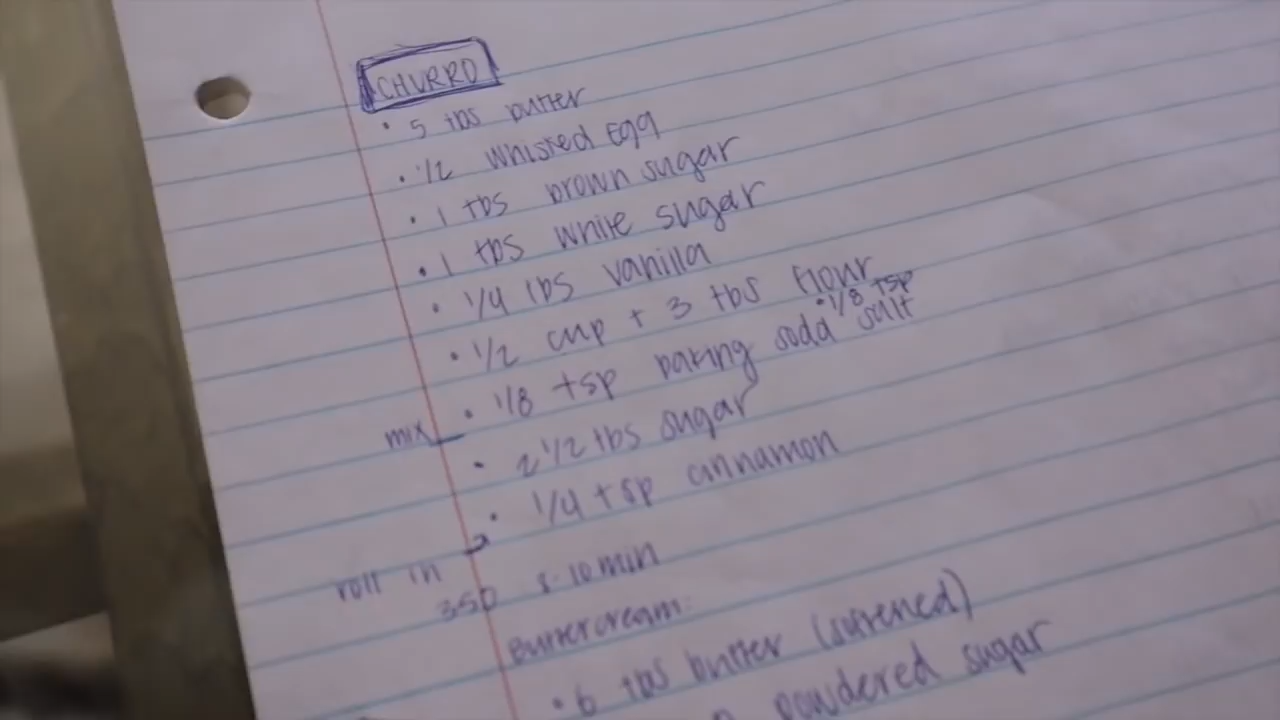 CHURRO
• 5 tbs butter
• 1/2 whisked Egg
• 1 tbs brown sugar
• 1 tbs white sugar
• 1/4 tbs vanilla
• 1/2 cup + 3 tbs flour
• 1/8 tsp salt
• 1/8 tsp baking soda
mix
• 2 1/2 tbs sugar
• 1/4 tsp cinnamon
roll in
350 8-10 min
Buttercream:
• 6 tbs butter (softened)
powdered sugar